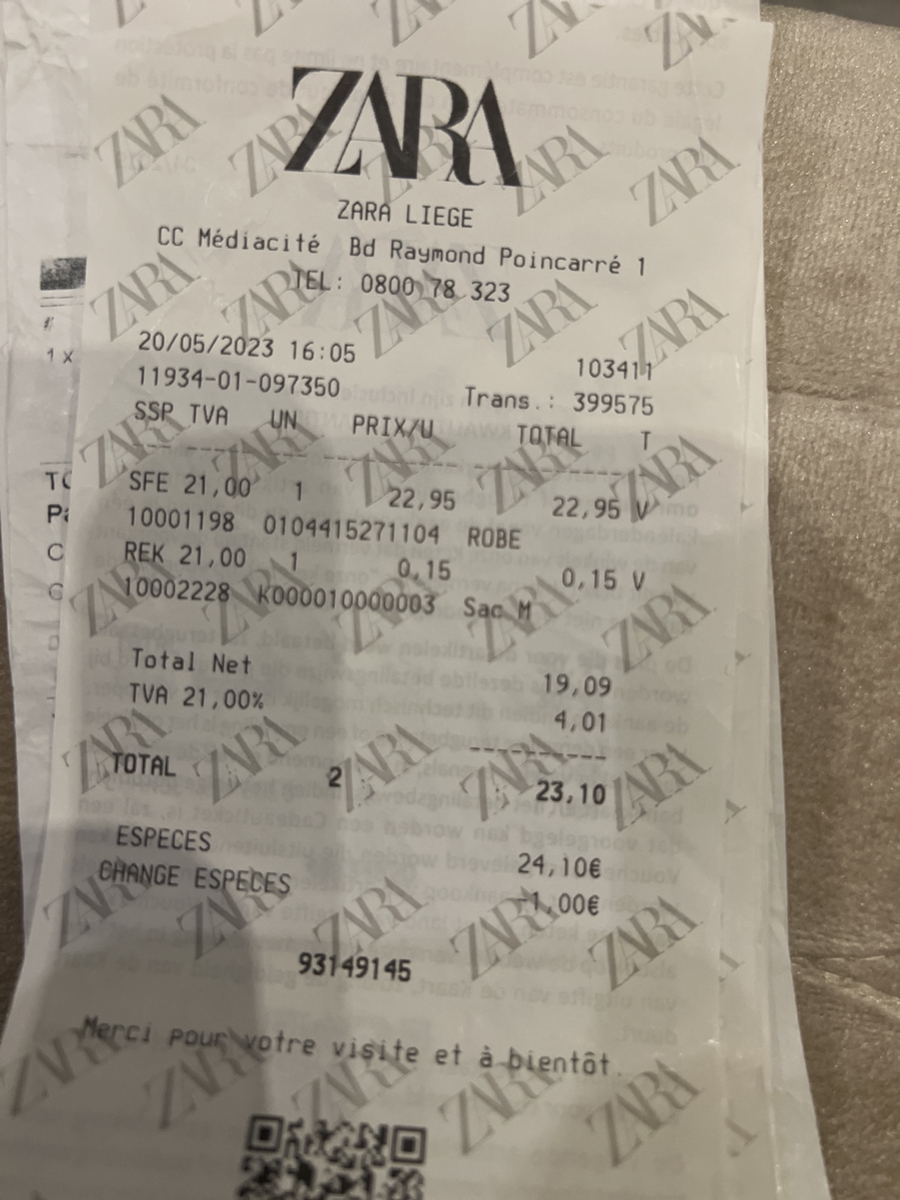 ZARA
ZARA LIEGE
CC Médiacité Bd Raymond Poincarré 1
TEL: 0800 78 323
20/05/2023 16:05 103411
11934-01-097350 Trans.: 399575
SSP TVA UN PRIX/U TOTAL T
SFE 21,00 1 22,95 22,95 V
10001198 0104415271104 ROBE
REK 21,00 1 0,15 0,15 V
10002228 K000010000003 Sac M
Total Net 19,09
TVA 21,00% 4,01
TOTAL 2 23,10
ESPECES 24,10€
CHANGE ESPECES -1,00€
93149145
Merci pour votre visite et à bientôt.